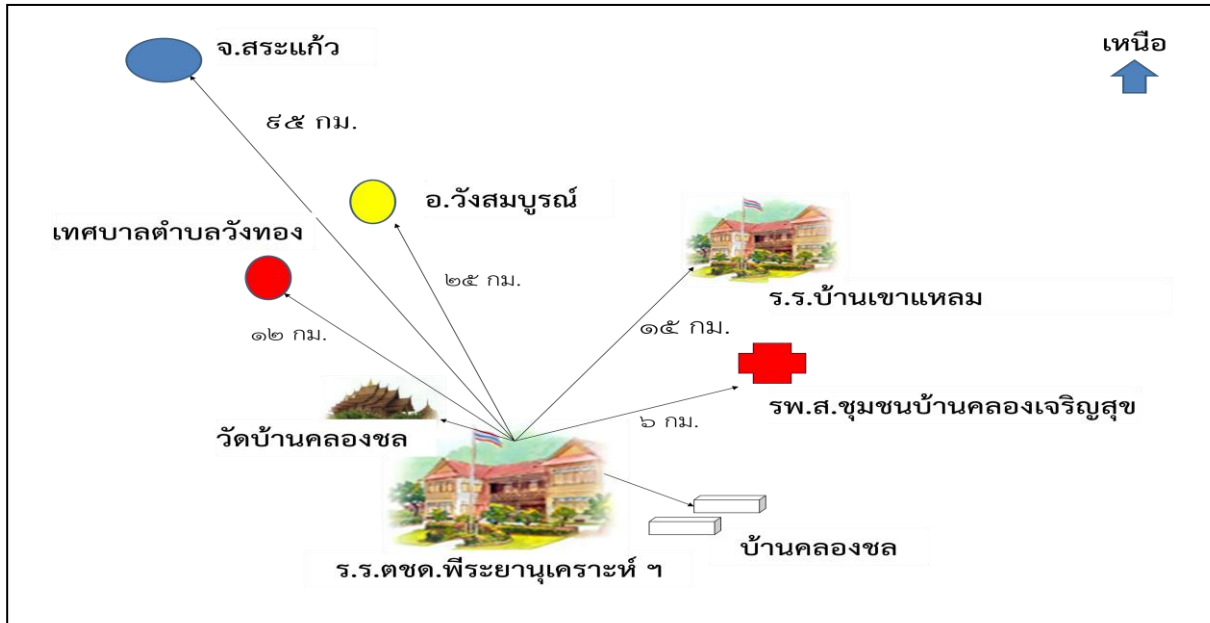 จ.สระแก้ว
เหนือ
๙๕ กม.
อ.วังสมบูรณ์
เทศบาลตำบลวังทอง
๒๕ กม.
ร.ร.บ้านเขาแหลม
๑๒ กม.
๑๕ กม.
รพ.ส.ชุมชนบ้านคลองเจริญสุข
๖ กม.
วัดบ้านคลองชล
บ้านคลองชล
ร.ร.ตชด.พีระยานุเคราะห์ ฯ